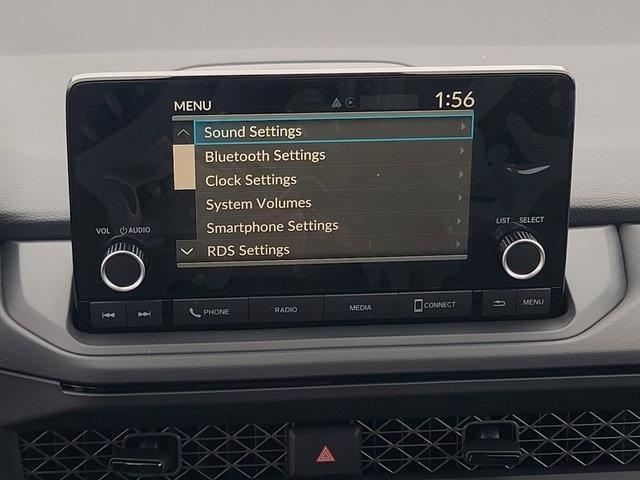 MENU 1:56
Sound Settings
Bluetooth Settings
Clock Settings
System Volumes
Smartphone Settings
RDS Settings
VOL AUDIO
LIST SELECT
PHONE RADIO MEDIA CONNECT MENU